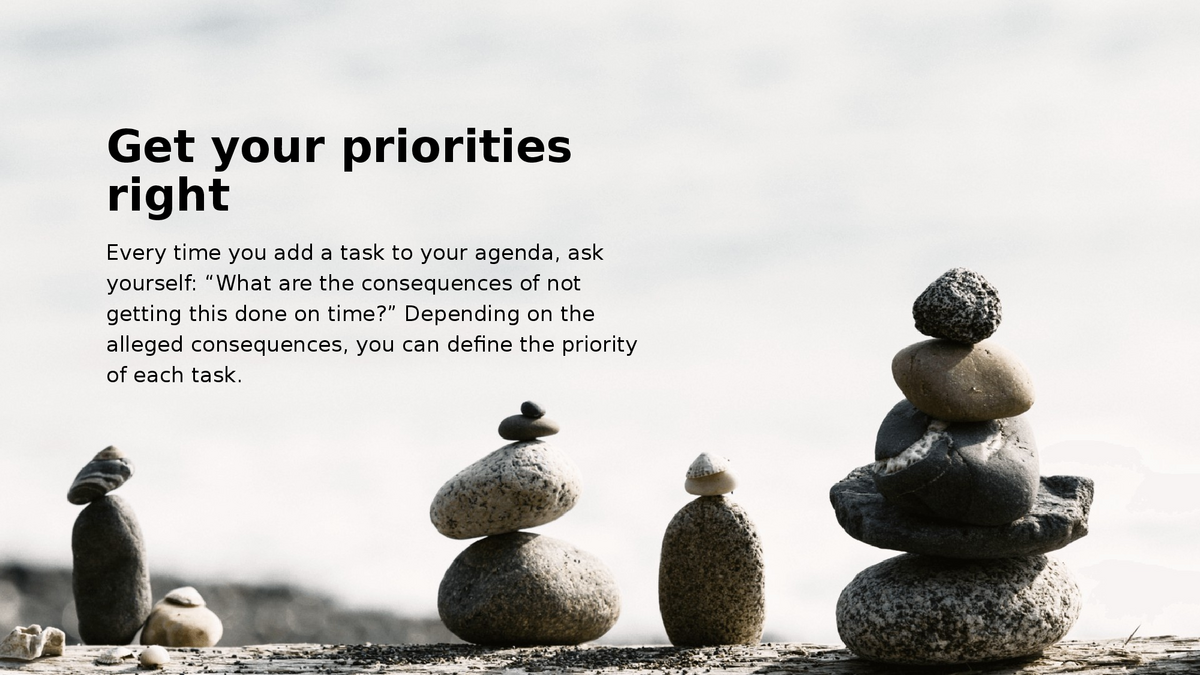 Get your priorities
right
Every time you add a task to your agenda, ask
yourself: “What are the consequences of not
getting this done on time?” Depending on the
alleged consequences, you can define the priority
of each task.